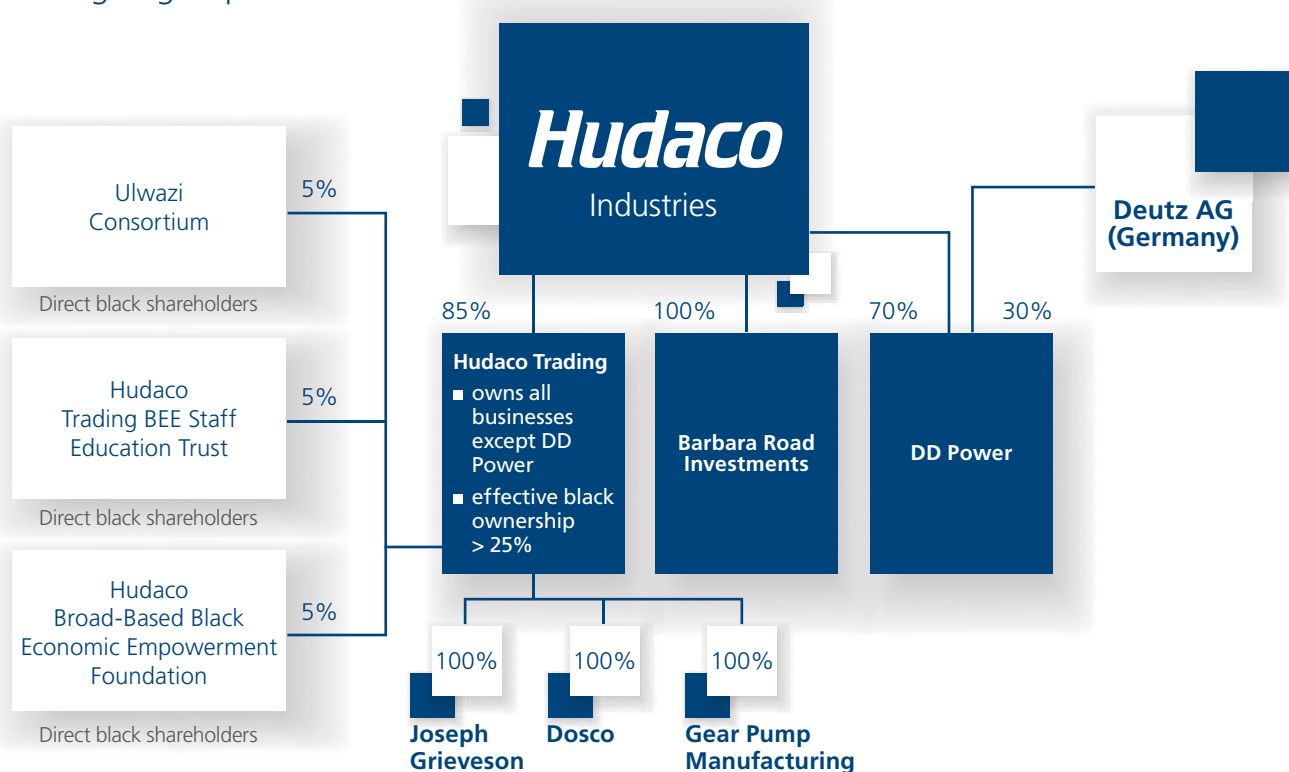 Hudaco
Industries
Deutz AG
(Germany)
Ulwazi
Consortium
5%
Direct black shareholders
Hudaco
Trading BEE Staff
Education Trust
5%
Direct black shareholders
Hudaco
Broad-Based Black
Economic Empowerment
Foundation
5%
Direct black shareholders
85%
100%
70%
30%
Hudaco Trading
■ owns all
businesses
except DD
Power
■ effective black
ownership
> 25%
Barbara Road
Investments
DD Power
100%
Joseph
Grieveson
100%
Dosco
100%
Gear Pump
Manufacturing